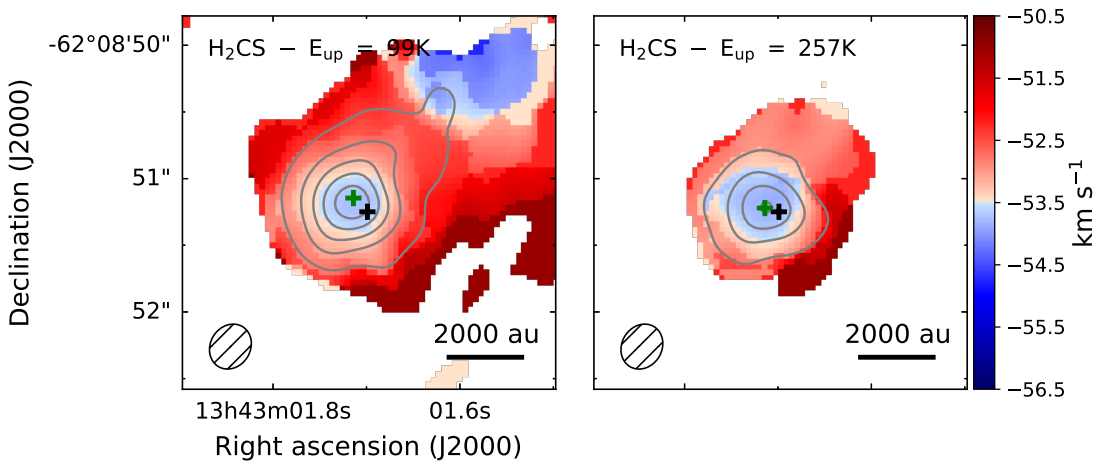 H₂CS − Eᵤₚ = 99K
H₂CS − Eᵤₚ = 257K
-62°08'50"
51"
52"
Declination (J2000)
2000 au
2000 au
13h43m01.8s
01.6s
Right ascension (J2000)
−50.5
−51.5
−52.5
−53.5
−54.5
−55.5
−56.5
km s⁻¹